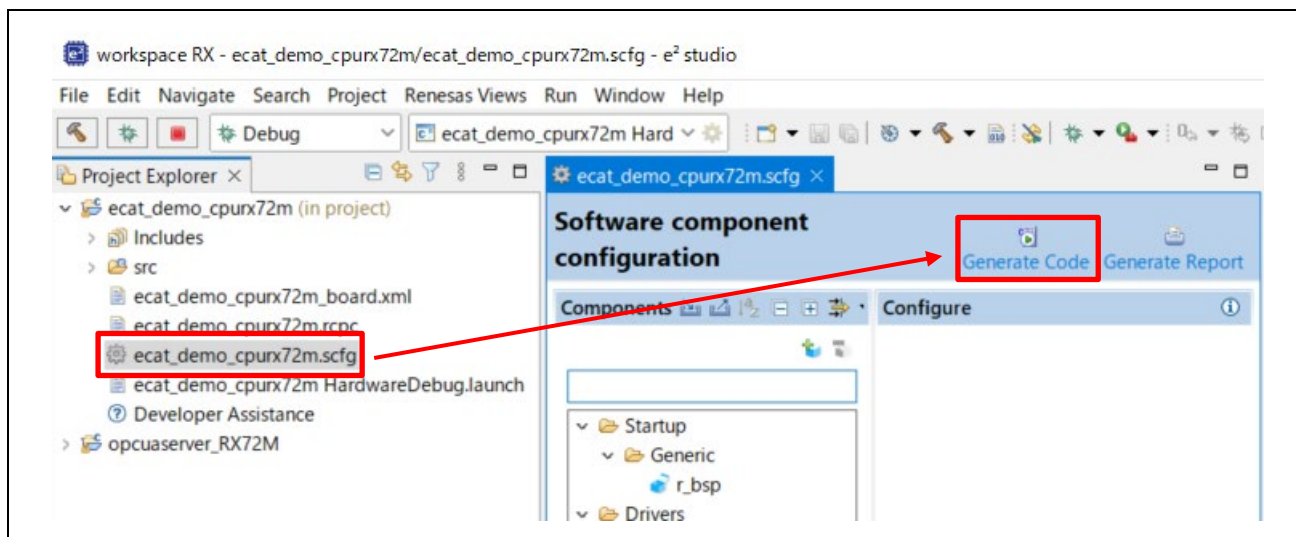 workspace RX - ecat_demo_cpurx72m/ecat_demo_cpurx72m.scfg - e² studio
File Edit Navigate Search Project Renesas Views Run Window Help
Debug ecat_demo_cpurx72m Hard
Project Explorer
ecat_demo_cpurx72m.scfg
ecat_demo_cpurx72m (in project)
Includes
src
ecat_demo_cpurx72m_board.xml
ecat_demo_cpurx72m.rcpc
ecat_demo_cpurx72m.scfg
ecat_demo_cpurx72m HardwareDebug.launch
Developer Assistance
opcuaserver_RX72M
Software component
configuration
Generate Code Generate Report
Components Configure
Startup
Generic
r_bsp
Drivers